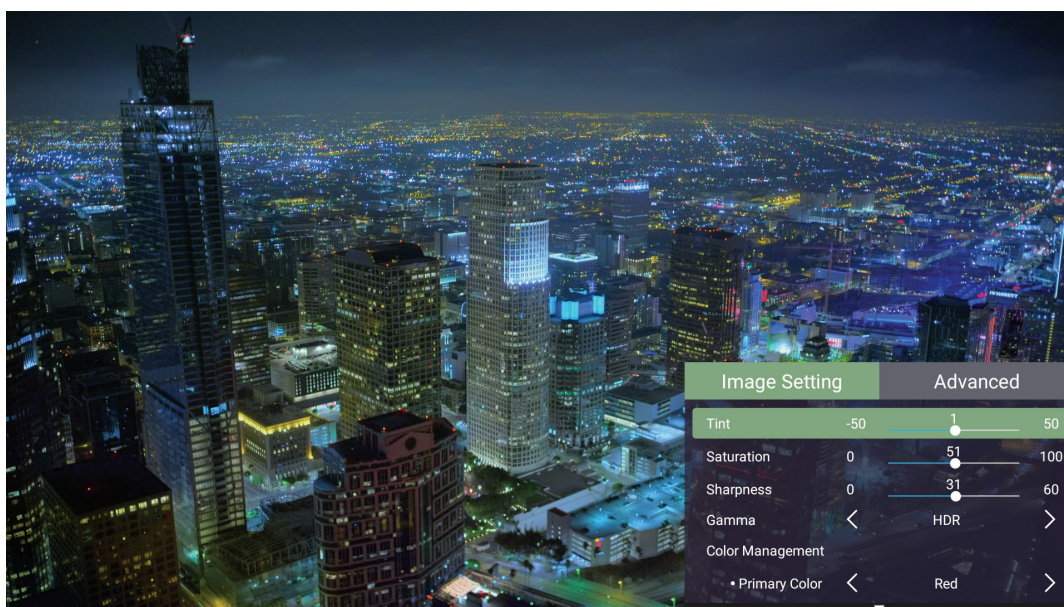 Image Setting Advanced
Tint -50 1 50
Saturation 0 51 100
Sharpness 0 31 60
Gamma < HDR >
Color Management
• Primary Color < Red >